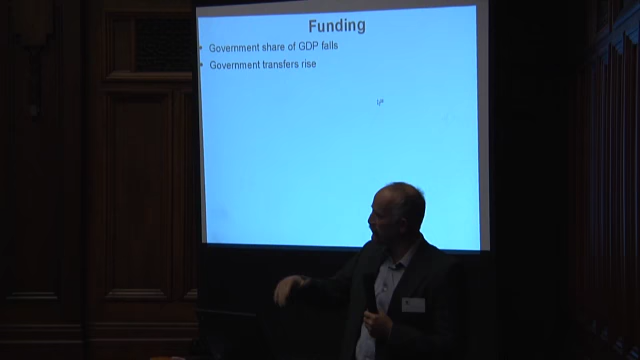 Funding
Government share of GDP falls
Government transfers rise